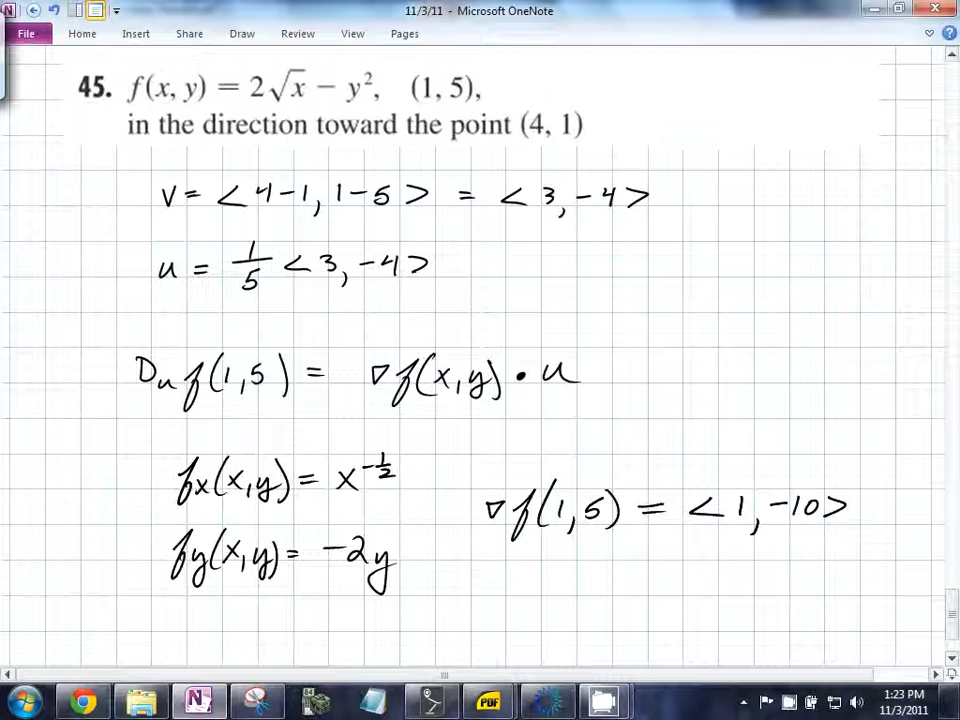 11/3/11 - Microsoft OneNote
File Home Insert Share Draw Review View Pages
45. f(x, y) = 2√x − y², (1, 5),
in the direction toward the point (4, 1)
v = < 4-1, 1-5 > = < 3, -4 >
u = 1/5 < 3, -4 >
Duf(1,5) = ∇f(x,y) • u
fx(x,y) = x^-1/2
∇f(1,5) = < 1, -10 >
fy(x,y) = -2y
PDF
1:23 PM
11/3/2011